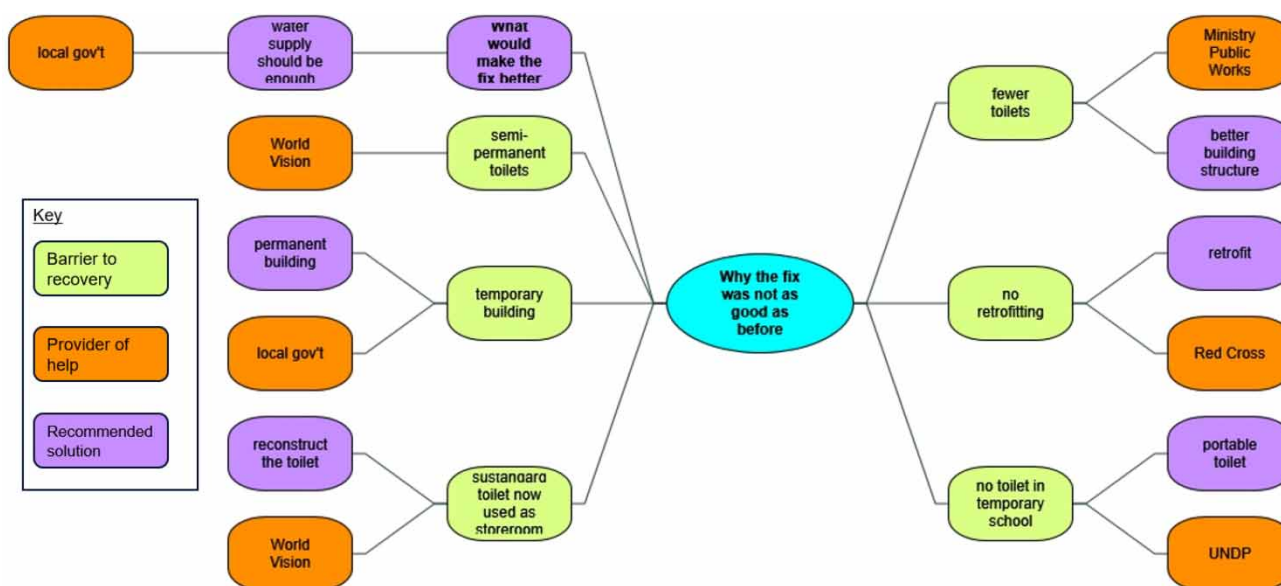 local gov't
water
supply
should be
enough
What
would
make the
fix better
World
Vision
semi-
permanent
toilets
Key
Barrier to
recovery
Provider of
help
Recommended
solution
permanent
building
local gov't
temporary
building
reconstruct
the toilet
World
Vision
sustandard
toilet now
used as
storeroom
Why the fix
was not as
good as
before
fewer
toilets
Ministry
Public
Works
better
building
structure
no
retrofitting
retrofit
Red Cross
no toilet in
temporary
school
portable
toilet
UNDP